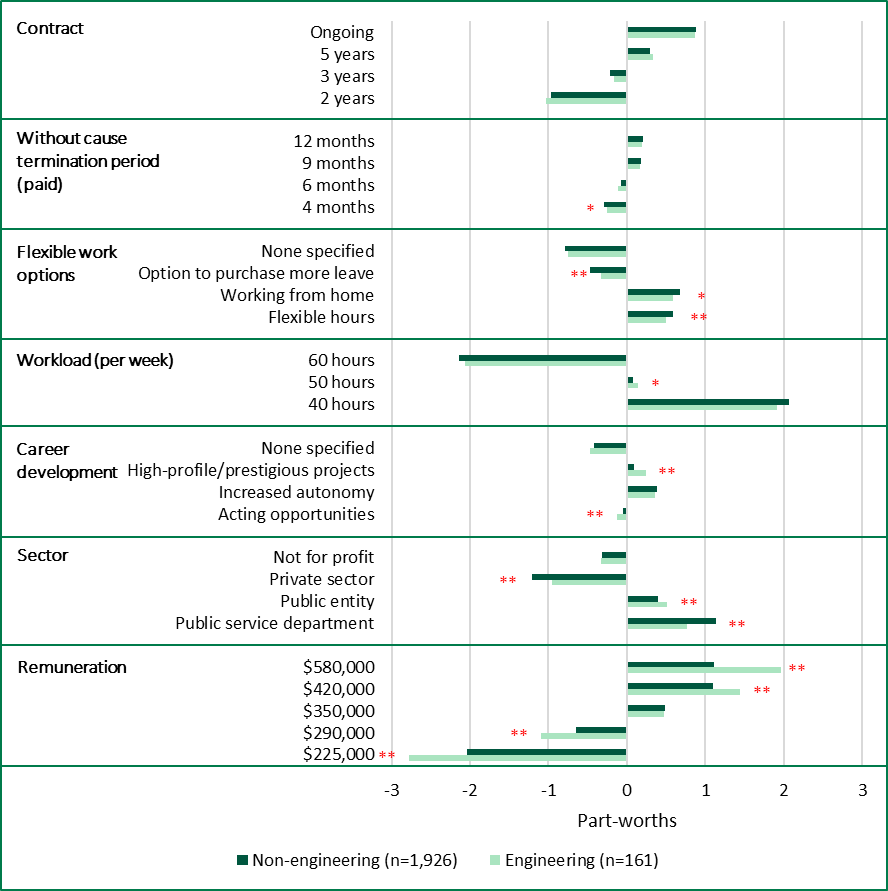 Contract
Ongoing
5 years
3 years
2 years
Without cause
termination period
(paid)
12 months
9 months
6 months
4 months *
Flexible work
options
None specified
Option to purchase more leave **
Working from home *
Flexible hours **
Workload (per week)
60 hours
50 hours *
40 hours
Career
development
None specified
High-profile/prestigious projects **
Increased autonomy
Acting opportunities **
Sector
Not for profit
Private sector **
Public entity **
Public service department **
Remuneration
$580,000 **
$420,000 **
$350,000
$290,000 **
$225,000 **
-3 -2 -1 0 1 2 3
Part-worths
Non-engineering (n=1,926) Engineering (n=161)